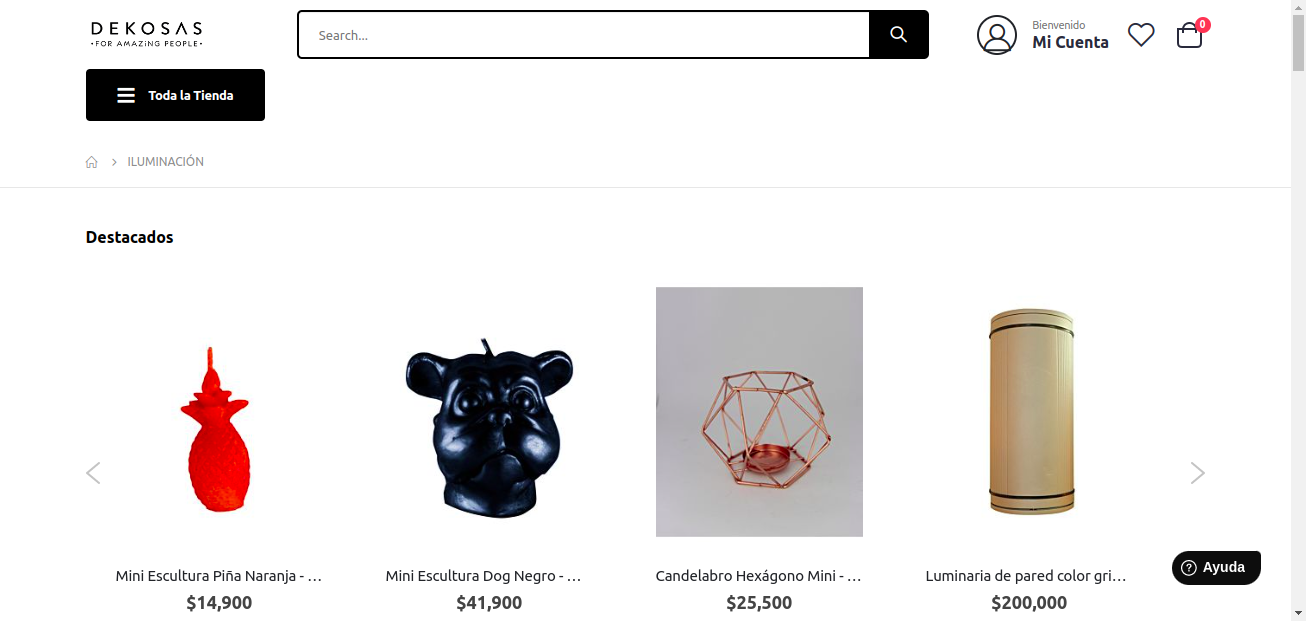 DEKOSAS
•FOR AMAZiNG PEOPLE•
Search...
Bienvenido
Mi Cuenta
0
Toda la Tienda
ILUMINACIÓN
Destacados
Mini Escultura Piña Naranja - ...
$14,900
Mini Escultura Dog Negro - ...
$41,900
Candelabro Hexágono Mini - ...
$25,500
Luminaria de pared color gri...
$200,000
Ayuda